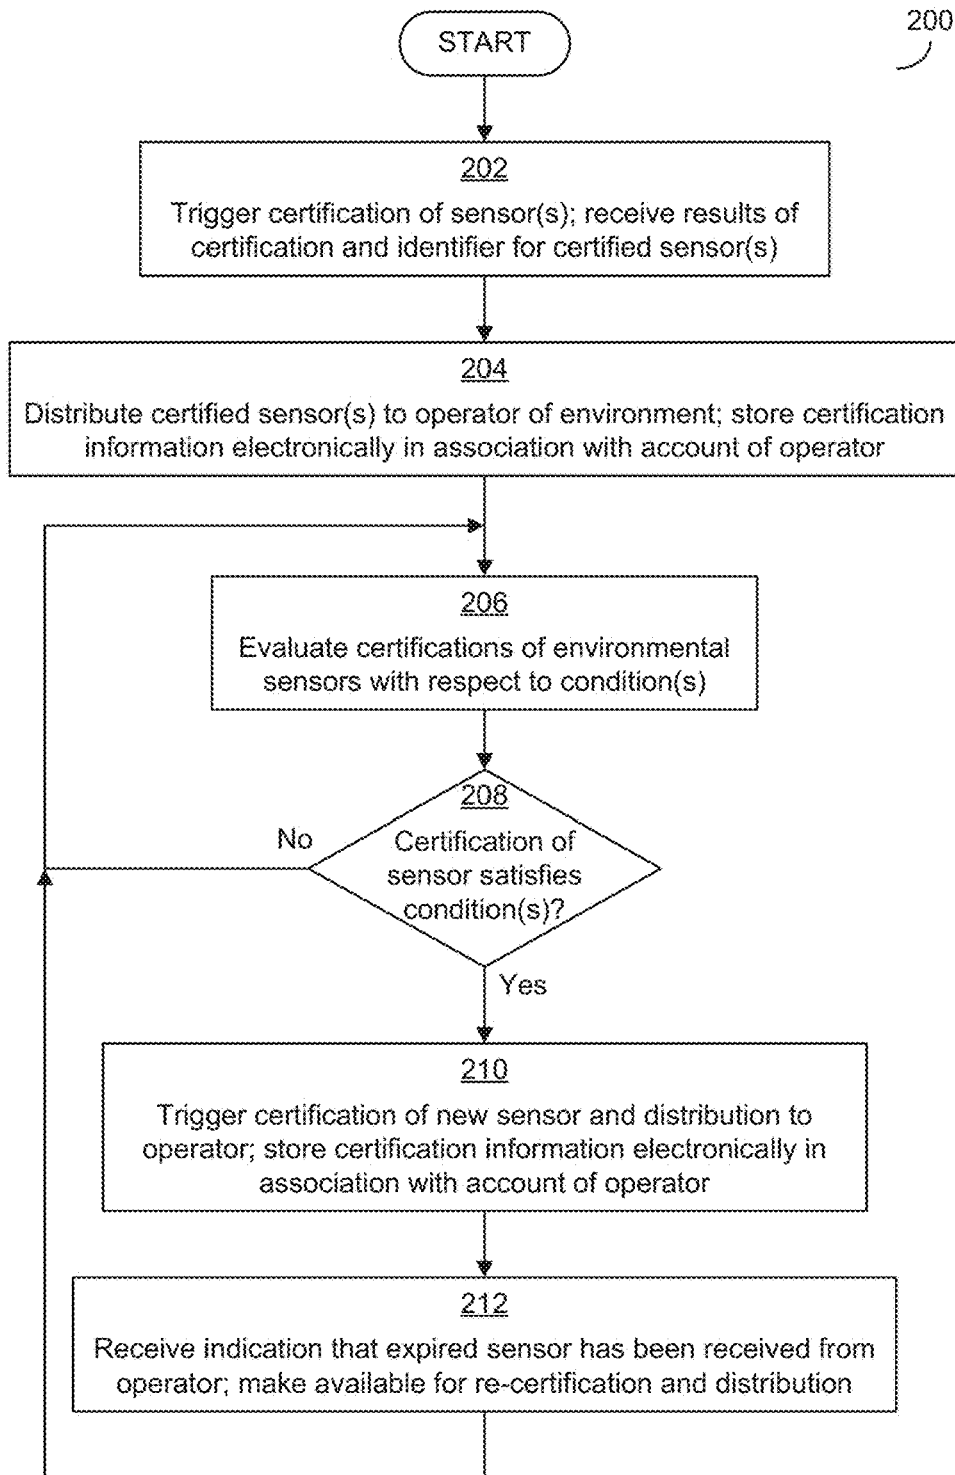 200
START
202
Trigger certification of sensor(s); receive results of
certification and identifier for certified sensor(s)
204
Distribute certified sensor(s) to operator of environment; store certification
information electronically in association with account of operator
206
Evaluate certifications of environmental
sensors with respect to condition(s)
208
Certification of
sensor satisfies
condition(s)?
No
Yes
210
Trigger certification of new sensor and distribution to
operator; store certification information electronically in
association with account of operator
212
Receive indication that expired sensor has been received from
operator; make available for re-certification and distribution